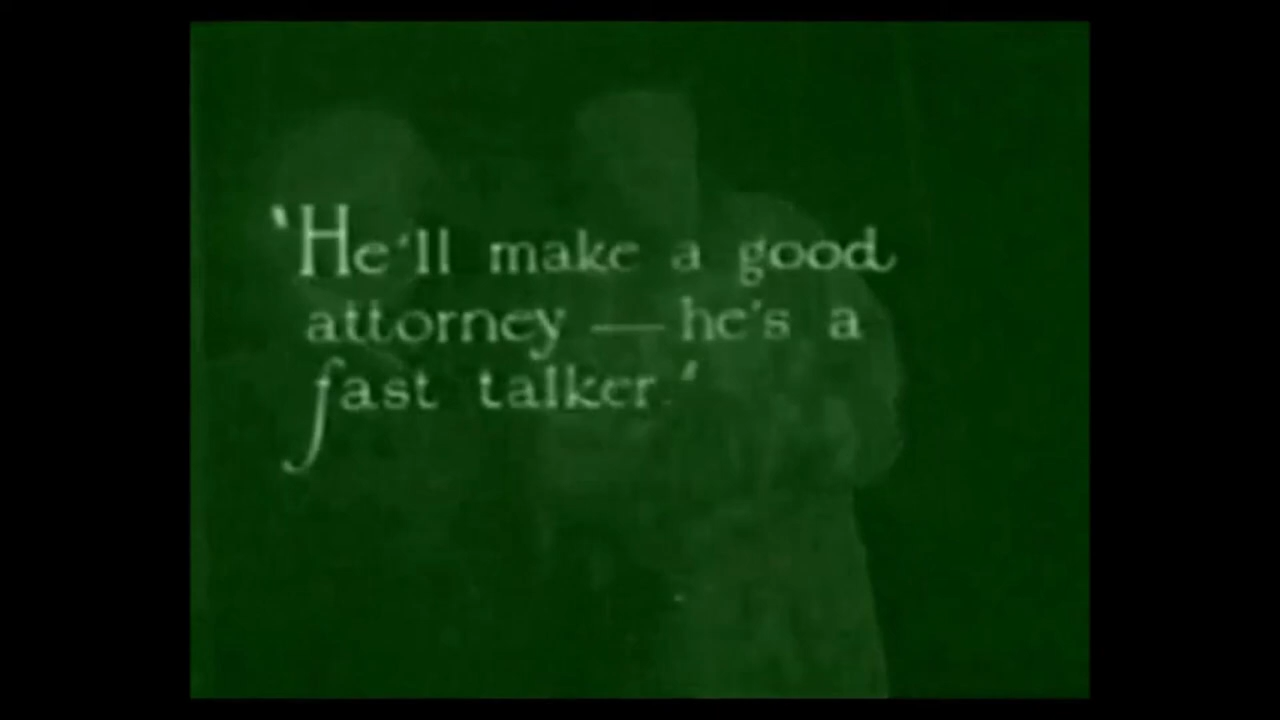 'He'll make a good
attorney — he's a
fast talker.'